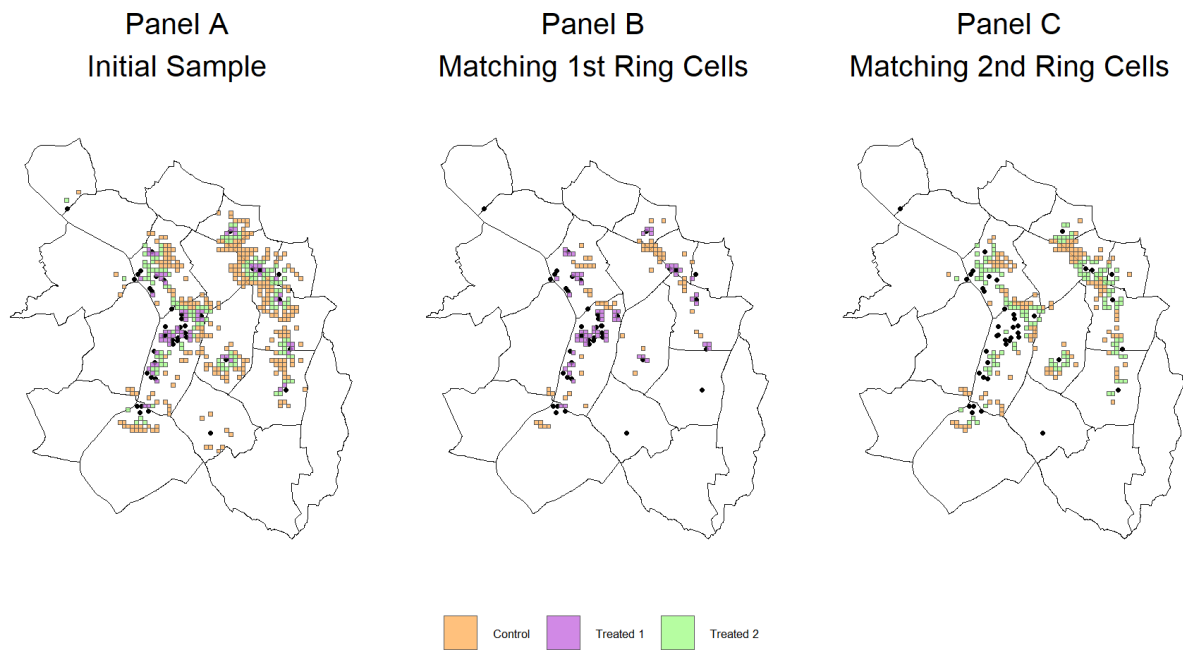 Panel A
Initial Sample
Panel B
Matching 1st Ring Cells
Panel C
Matching 2nd Ring Cells
Control
Treated 1
Treated 2